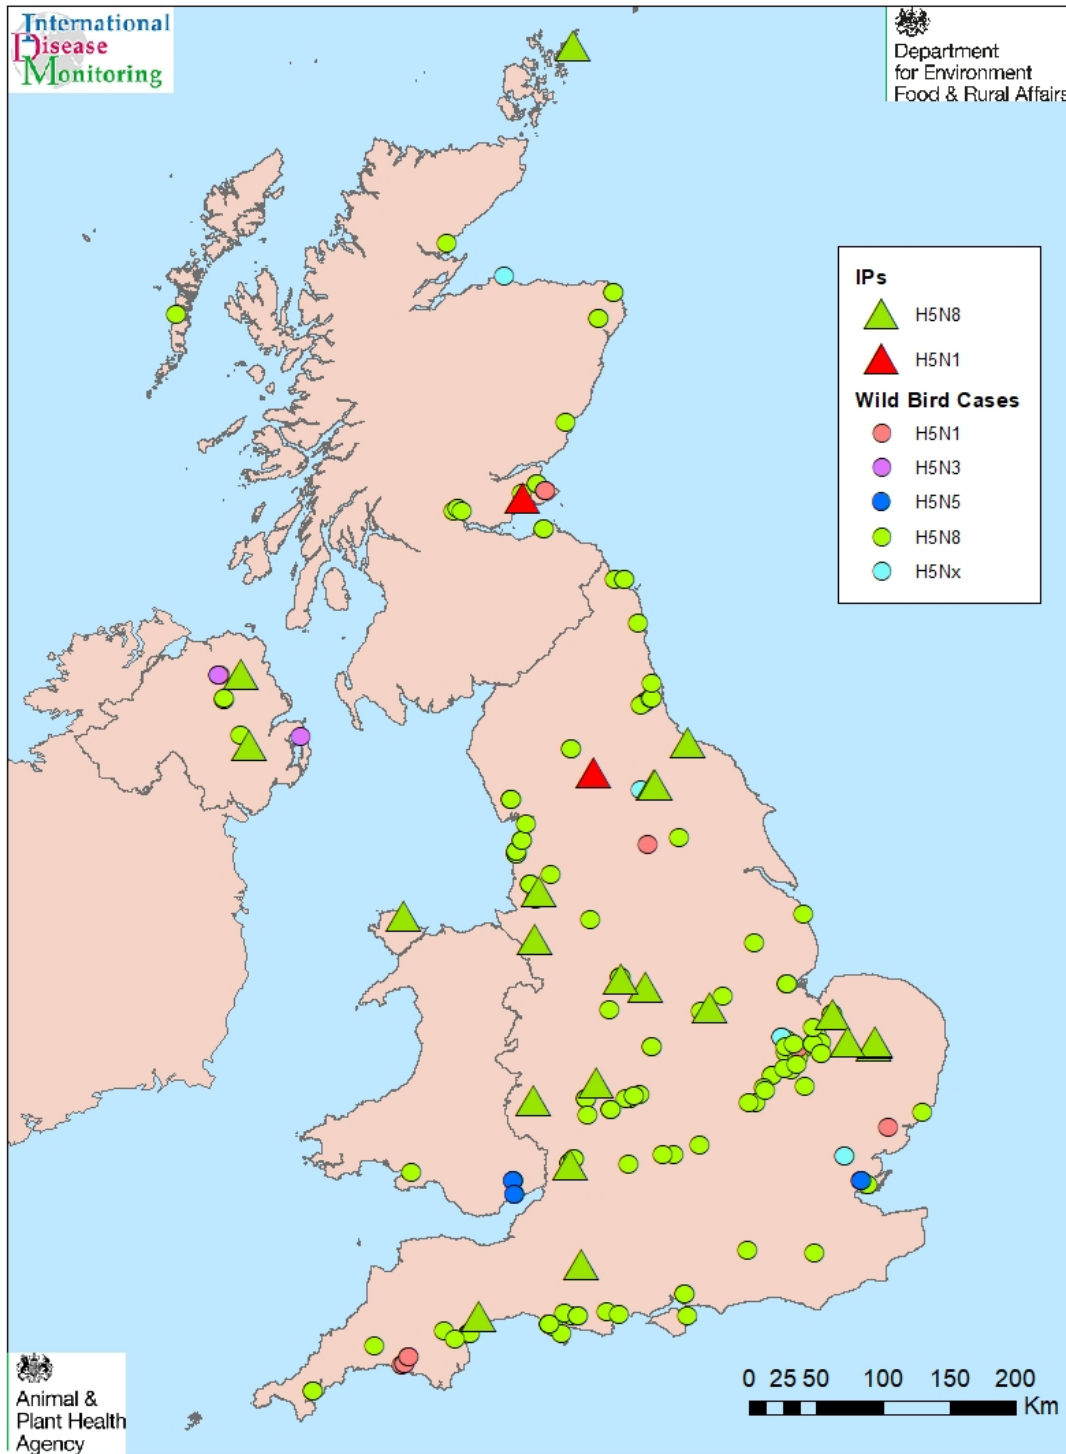 International
Disease
Monitoring
Department
for Environment
Food & Rural Affairs
IPs
H5N8
H5N1
Wild Bird Cases
H5N1
H5N3
H5N5
H5N8
H5Nx
0 25 50 100 150 200
Km
Animal &
Plant Health
Agency